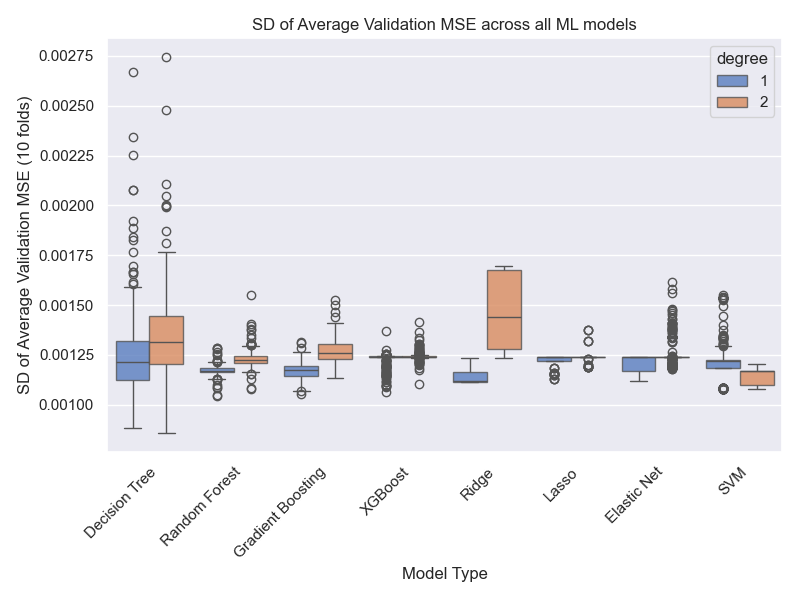 SD of Average Validation MSE across all ML models
SD of Average Validation MSE (10 folds)
0.00275
0.00250
0.00225
0.00200
0.00175
0.00150
0.00125
0.00100
degree
1
2
Decision Tree
Random Forest
Gradient Boosting
XGBoost
Ridge
Lasso
Elastic Net
SVM
Model Type